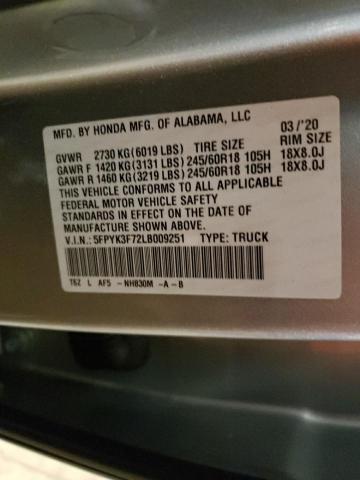 MFD. BY HONDA MFG. OF ALABAMA, LLC 03/'20
GVWR 2730 KG(6019 LBS) TIRE SIZE RIM SIZE
GAWR F 1420 KG(3131 LBS) 245/60R18 105H 18X8.0J
GAWR R 1460 KG(3219 LBS) 245/60R18 105H 18X8.0J
THIS VEHICLE CONFORMS TO ALL APPLICABLE
FEDERAL MOTOR VEHICLE SAFETY
STANDARDS IN EFFECT ON THE DATE OF
MANUFACTURE SHOWN ABOVE.
V.I.N.: 5FPYK3F72LB009251 TYPE: TRUCK
T6Z L AF5 -NH830M -A-B